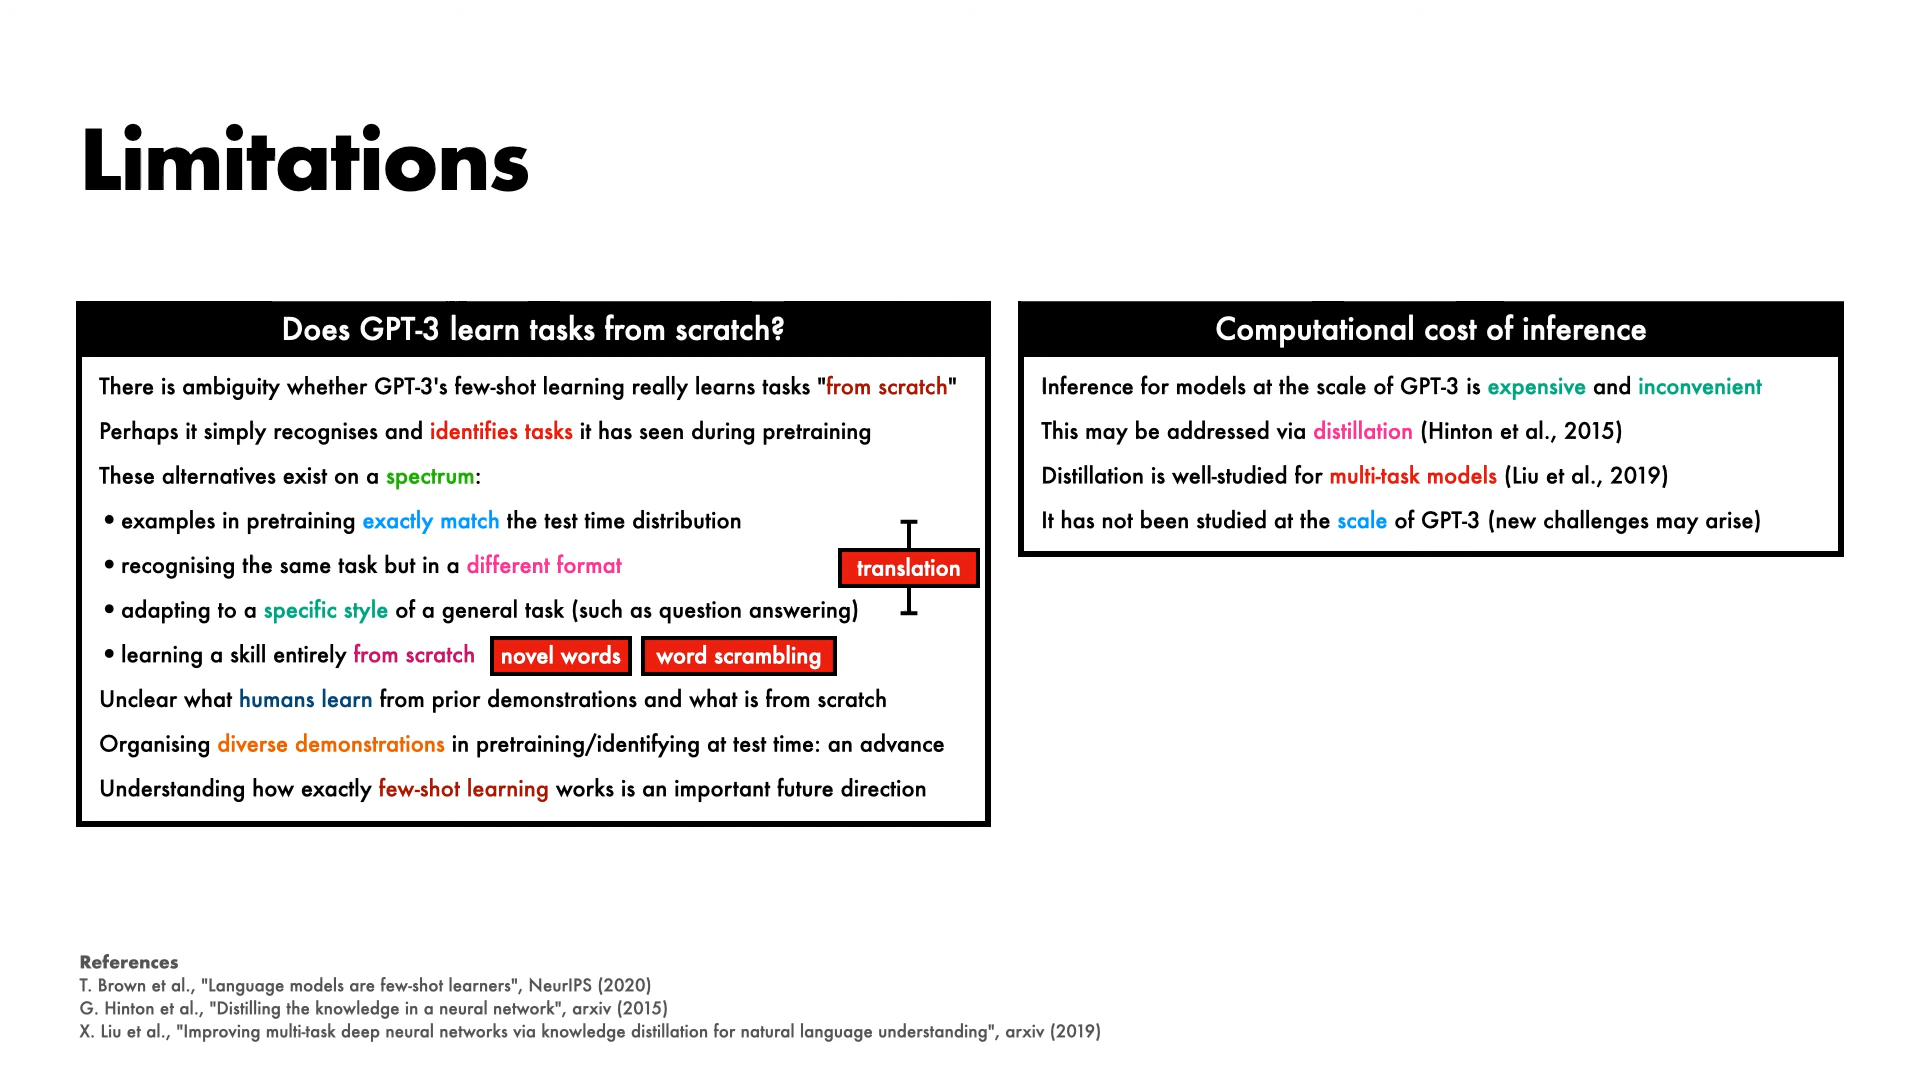 Limitations
Does GPT-3 learn tasks from scratch?
There is ambiguity whether GPT-3's few-shot learning really learns tasks "from scratch"
Perhaps it simply recognises and identifies tasks it has seen during pretraining
These alternatives exist on a spectrum:
• examples in pretraining exactly match the test time distribution
• recognising the same task but in a different format
translation
• adapting to a specific style of a general task (such as question answering)
• learning a skill entirely from scratch novel words word scrambling
Unclear what humans learn from prior demonstrations and what is from scratch
Organising diverse demonstrations in pretraining/identifying at test time: an advance
Understanding how exactly few-shot learning works is an important future direction
Computational cost of inference
Inference for models at the scale of GPT-3 is expensive and inconvenient
This may be addressed via distillation (Hinton et al., 2015)
Distillation is well-studied for multi-task models (Liu et al., 2019)
It has not been studied at the scale of GPT-3 (new challenges may arise)
References
T. Brown et al., "Language models are few-shot learners", NeurIPS (2020)
G. Hinton et al., "Distilling the knowledge in a neural network", arxiv (2015)
X. Liu et al., "Improving multi-task deep neural networks via knowledge distillation for natural language understanding", arxiv (2019)